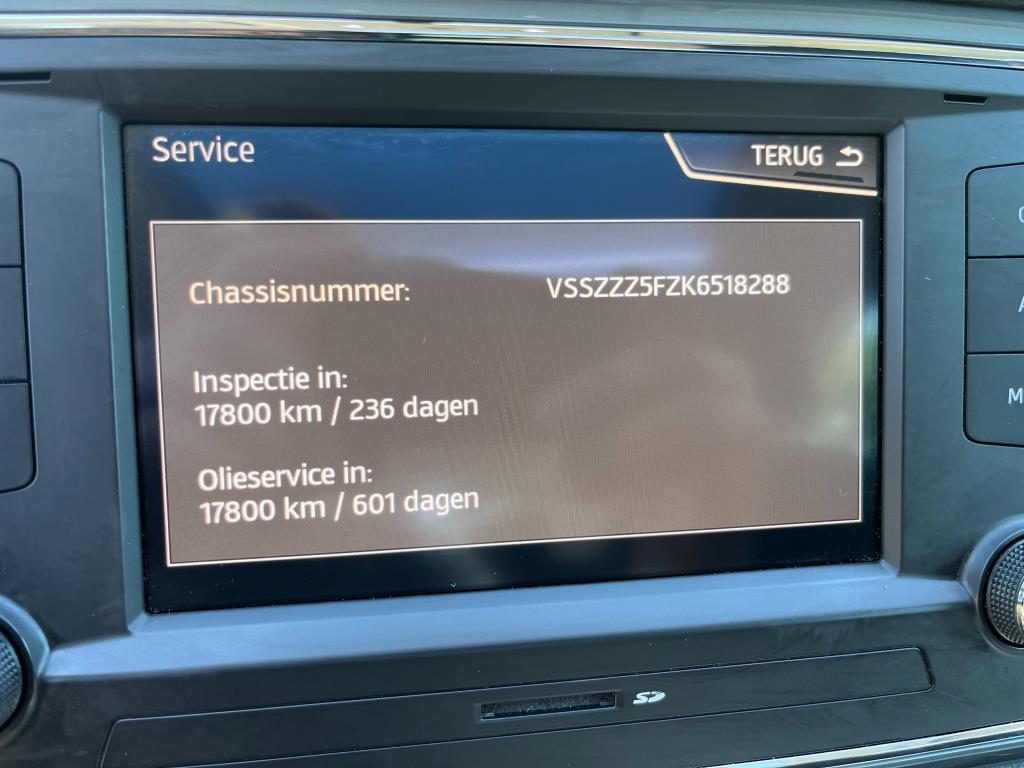 Service
TERUG
Chassisnummer:
VSSZZZ5FZK6518288
Inspectie in:
17800 km / 236 dagen
Olieservice in:
17800 km / 601 dagen
SD